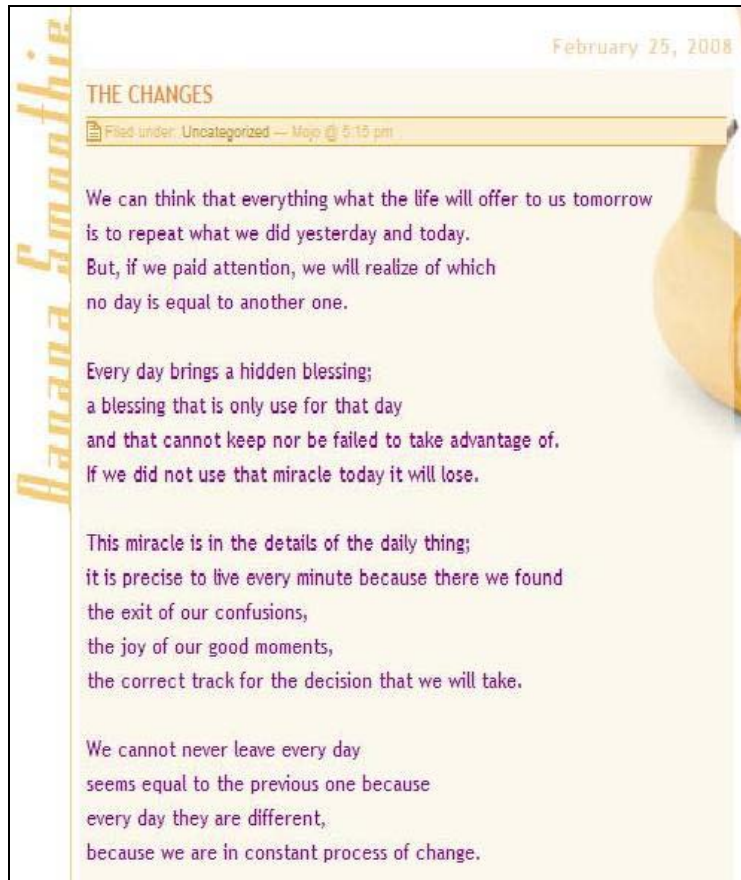 Banana Smoothie
February 25, 2008
THE CHANGES
Filed under: Uncategorized — Mojo @ 5:15 pm
We can think that everything what the life will offer to us tomorrow
is to repeat what we did yesterday and today.
But, if we paid attention, we will realize of which
no day is equal to another one.
Every day brings a hidden blessing;
a blessing that is only use for that day
and that cannot keep nor be failed to take advantage of.
If we did not use that miracle today it will lose.
This miracle is in the details of the daily thing;
it is precise to live every minute because there we found
the exit of our confusions,
the joy of our good moments,
the correct track for the decision that we will take.
We cannot never leave every day
seems equal to the previous one because
every day they are different,
because we are in constant process of change.